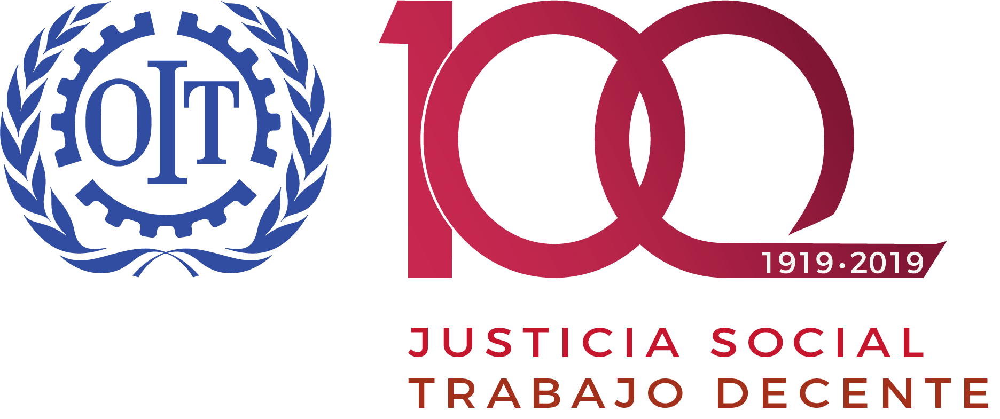 OIT
100
1919•2019
JUSTICIA SOCIAL
TRABAJO DECENTE